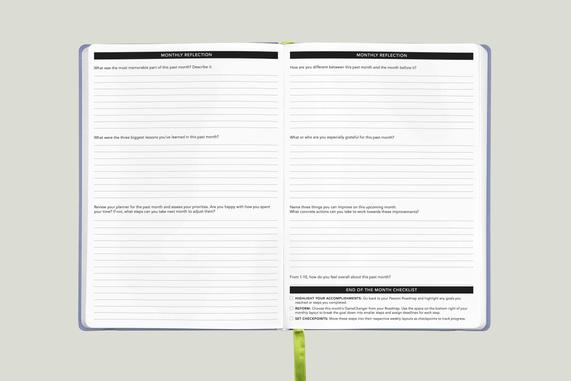 MONTHLY REFLECTION
What was the most memorable part of this past month? Describe it.
What were the three biggest lessons you've learned in this past month?
Review your planner for the past month and assess your priorities. Are you happy with how you spent
your time? If not, what steps can you take next month to adjust them?
MONTHLY REFLECTION
How are you different between this past month and the month before it?
What or who are you especially grateful for this past month?
Name three things you can improve on this upcoming month.
What concrete actions can you take to work towards these improvements?
From 1-10, how do you feel overall about this past month?
END OF THE MONTH CHECKLIST
HIGHLIGHT YOUR ACCOMPLISHMENTS: Go back to your Passion Roadmap and highlight any goals you
reached or steps you completed.
REFORM: Choose this month's GameChanger from your Roadmap. Use the space on the bottom right of your
monthly layout to break the goal down into smaller steps and assign deadlines for each step.
SET CHECKPOINTS: Move these steps into their respective weekly layouts as checkpoints to track progress.